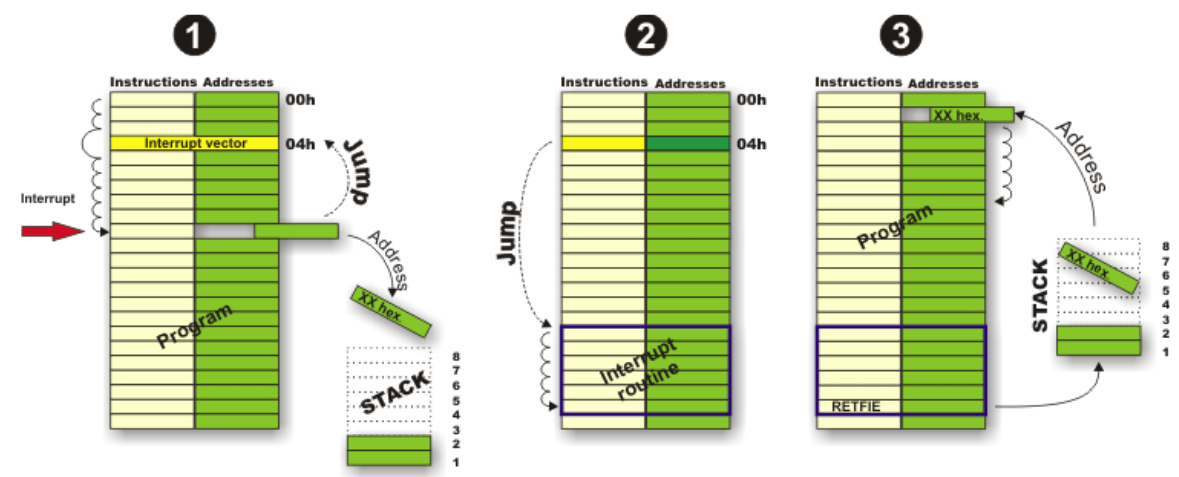 1
Instructions Addresses
00h
Interrupt vector
04h
Jump
Interrupt
Address
XX hex.
Program
STACK
8
7
6
5
4
3
2
1
2
Instructions Addresses
00h
04h
Jump
Interrupt
routine
3
Instructions Addresses
XX hex.
Address
Program
XX hex.
STACK
8
7
6
5
4
3
2
1
RETFIE